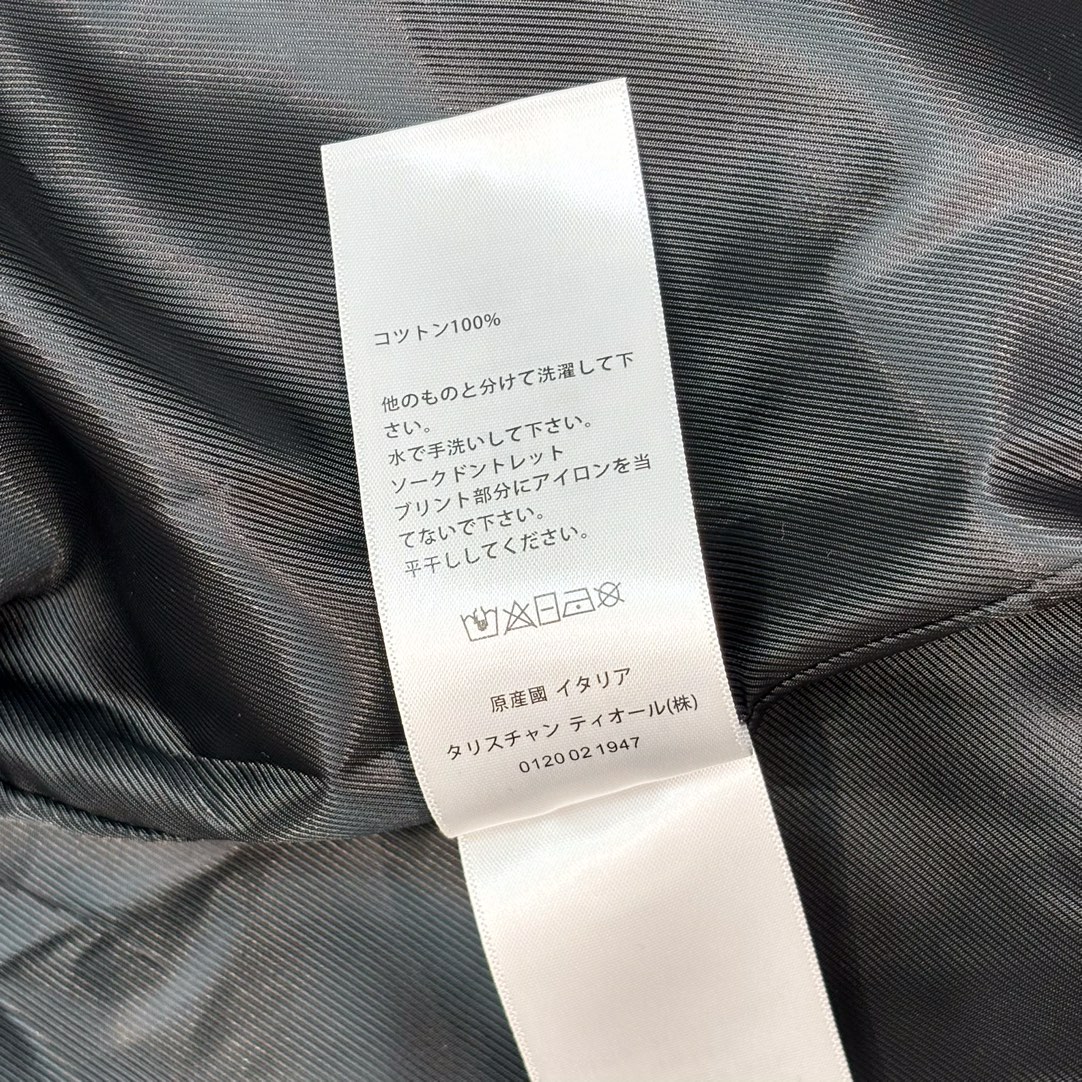 コツトン100%
他のものと分けて洗濯して下
さい。
水で手洗いして下さい。
ソークドントレット
ブリント部分にアイロンを当
てないで下さい。
平干ししてください。
原産國 イタリア
タリスチャン ティオール(株)
0120 02 1947